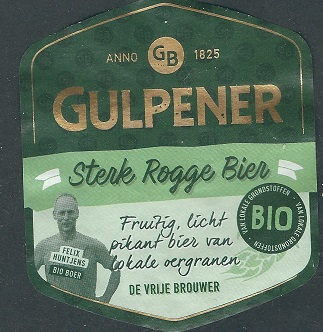 ANNO GB 1825
GULPENER
Sterk Rogge Bier
Fruitig, licht
pikant bier van
lokale oergranen
DE VRIJE BROUWER
FELIX
HUNTJENS
BIO BOER
VAN LOKALE GRONDSTOFFEN
BIO
VAN LOKALE GRONDSTOFFEN